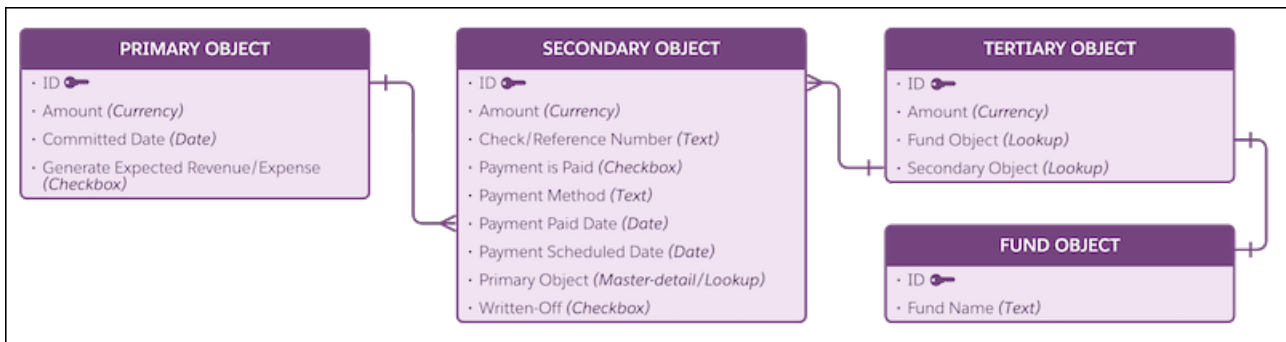 PRIMARY OBJECT
· ID
· Amount (Currency)
· Committed Date (Date)
· Generate Expected Revenue/Expense
(Checkbox)
SECONDARY OBJECT
· ID
· Amount (Currency)
· Check/Reference Number (Text)
· Payment is Paid (Checkbox)
· Payment Method (Text)
· Payment Paid Date (Date)
· Payment Scheduled Date (Date)
· Primary Object (Master-detail/Lookup)
· Written-Off (Checkbox)
TERTIARY OBJECT
· ID
· Amount (Currency)
· Fund Object (Lookup)
· Secondary Object (Lookup)
FUND OBJECT
· ID
· Fund Name (Text)